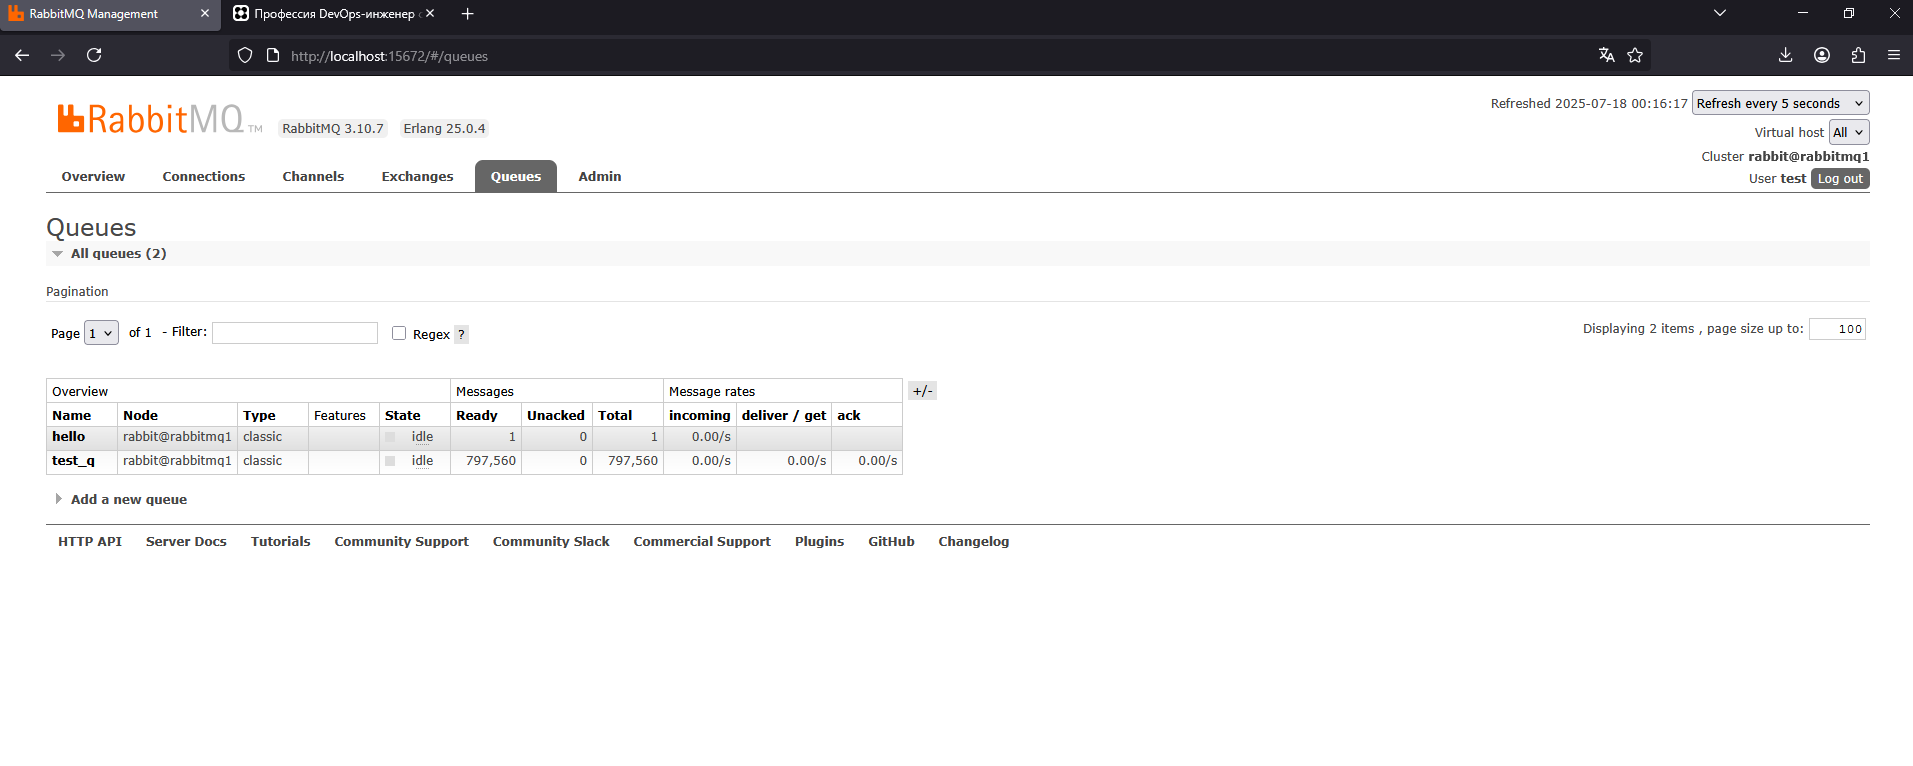 RabbitMQ Management
Профессия DevOps-инженер
http://localhost:15672/#/queues
RabbitMQ TM
RabbitMQ 3.10.7 Erlang 25.0.4
Refreshed 2025-07-18 00:16:17 Refresh every 5 seconds
Virtual host All
Cluster rabbit@rabbitmq1
User test Log out
Overview Connections Channels Exchanges Queues Admin
Queues
All queues (2)
Pagination
Page 1 of 1 - Filter: Regex ?
Displaying 2 items , page size up to: 100
Overview Messages Message rates +/-
Name Node Type Features State Ready Unacked Total incoming deliver / get ack
hello rabbit@rabbitmq1 classic idle 1 0 1 0.00/s
test_q rabbit@rabbitmq1 classic idle 797,560 0 797,560 0.00/s 0.00/s 0.00/s
Add a new queue
HTTP API Server Docs Tutorials Community Support Community Slack Commercial Support Plugins GitHub Changelog